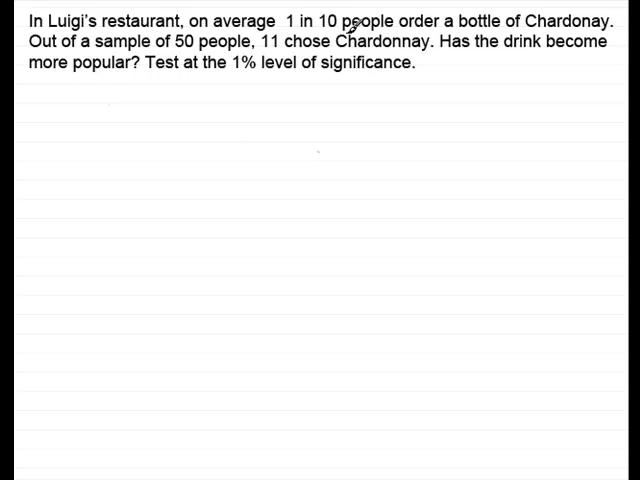 In Luigi's restaurant, on average 1 in 10 people order a bottle of Chardonay.
Out of a sample of 50 people, 11 chose Chardonnay. Has the drink become
more popular? Test at the 1% level of significance.